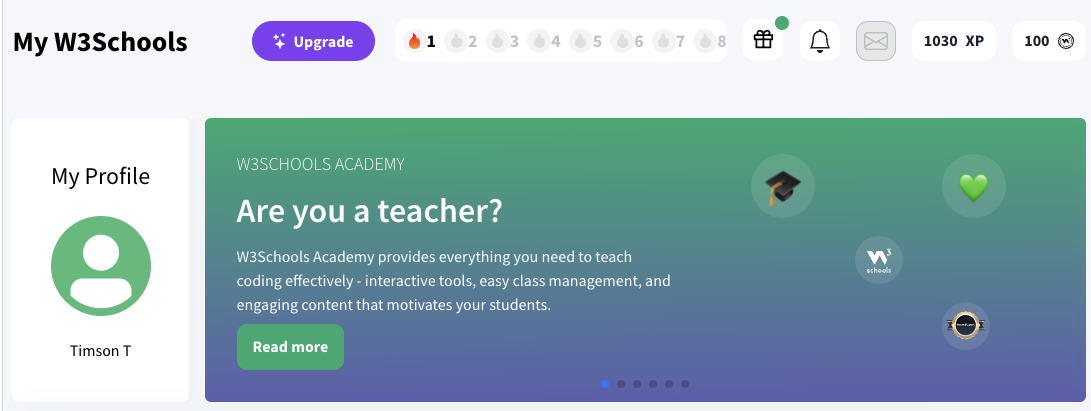 My W3Schools
Upgrade
1 2 3 4 5 6 7 8
1030 XP
100
My Profile
Timson T
W3SCHOOLS ACADEMY
Are you a teacher?
W3Schools Academy provides everything you need to teach
coding effectively - interactive tools, easy class management, and
engaging content that motivates your students.
Read more
W3
schools